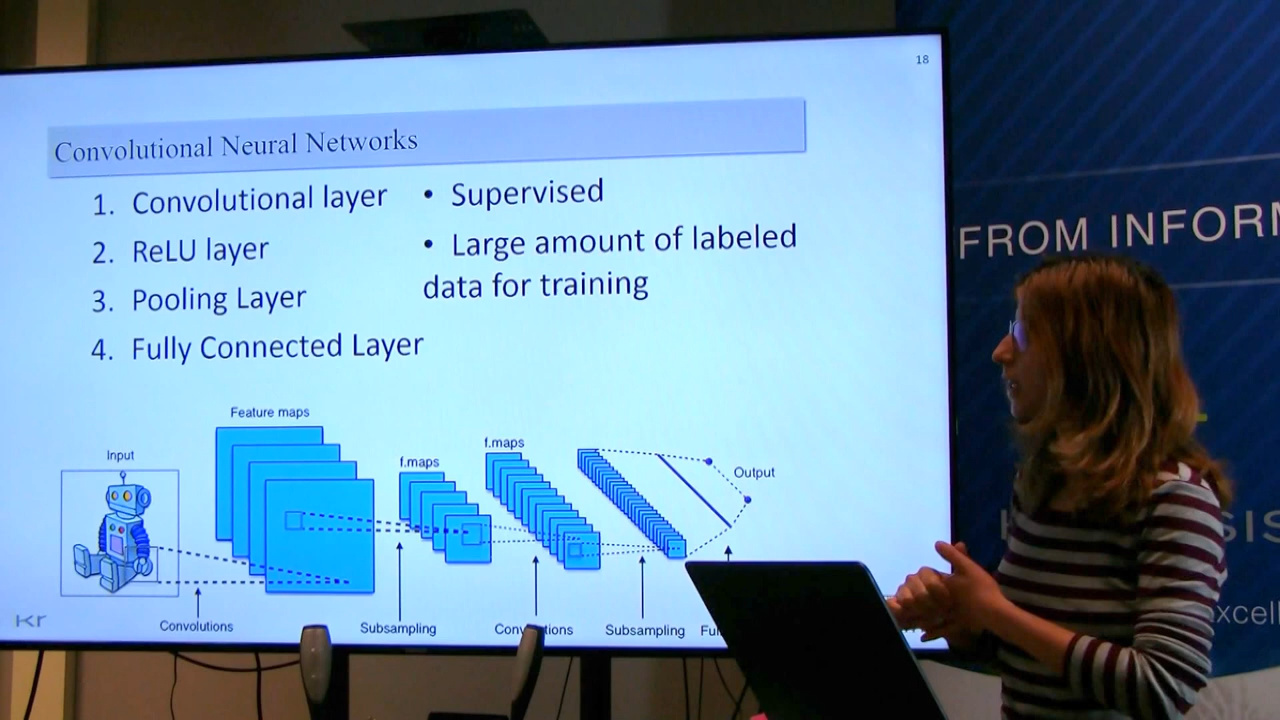 18
Convolutional Neural Networks
1. Convolutional layer
2. ReLU layer
3. Pooling Layer
4. Fully Connected Layer
• Supervised
• Large amount of labeled
data for training
Input
Feature maps
f.maps
f.maps
Output
Convolutions
Subsampling
Subsampling
kr
FROM INFORM